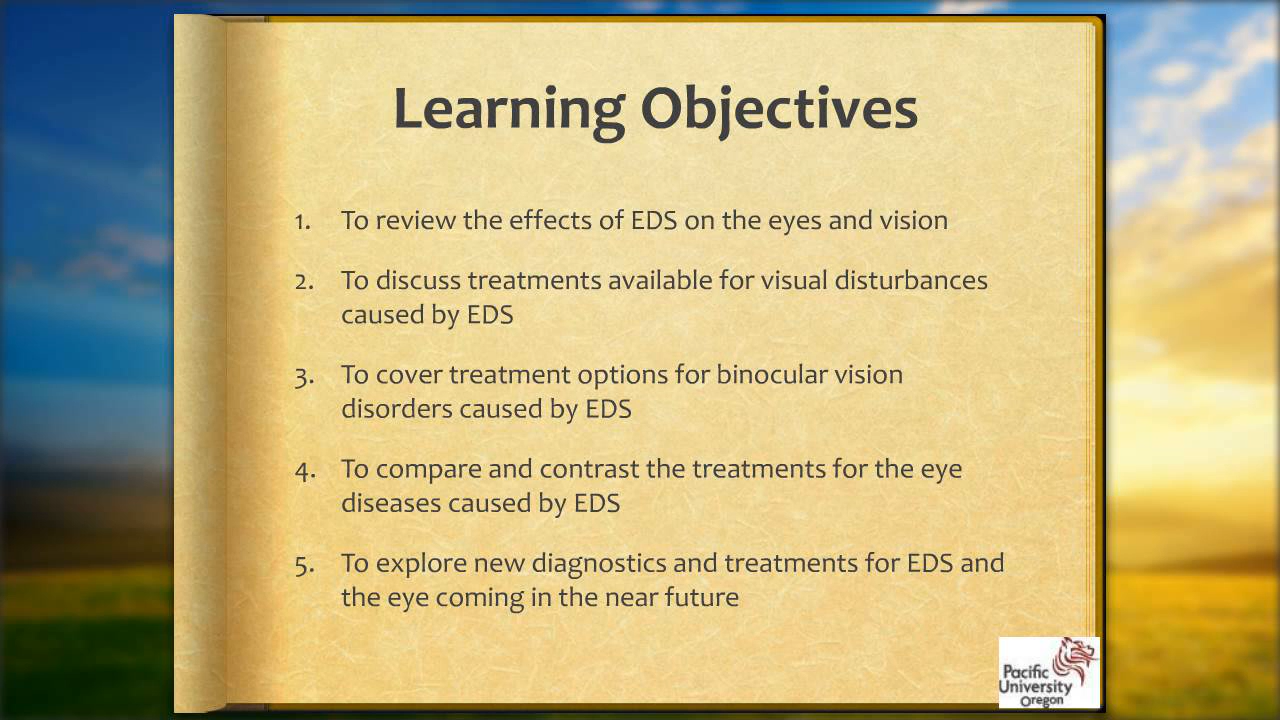 Learning Objectives
1. To review the effects of EDS on the eyes and vision
2. To discuss treatments available for visual disturbances
caused by EDS
3. To cover treatment options for binocular vision
disorders caused by EDS
4. To compare and contrast the treatments for the eye
diseases caused by EDS
5. To explore new diagnostics and treatments for EDS and
the eye coming in the near future
Pacific
University
Oregon